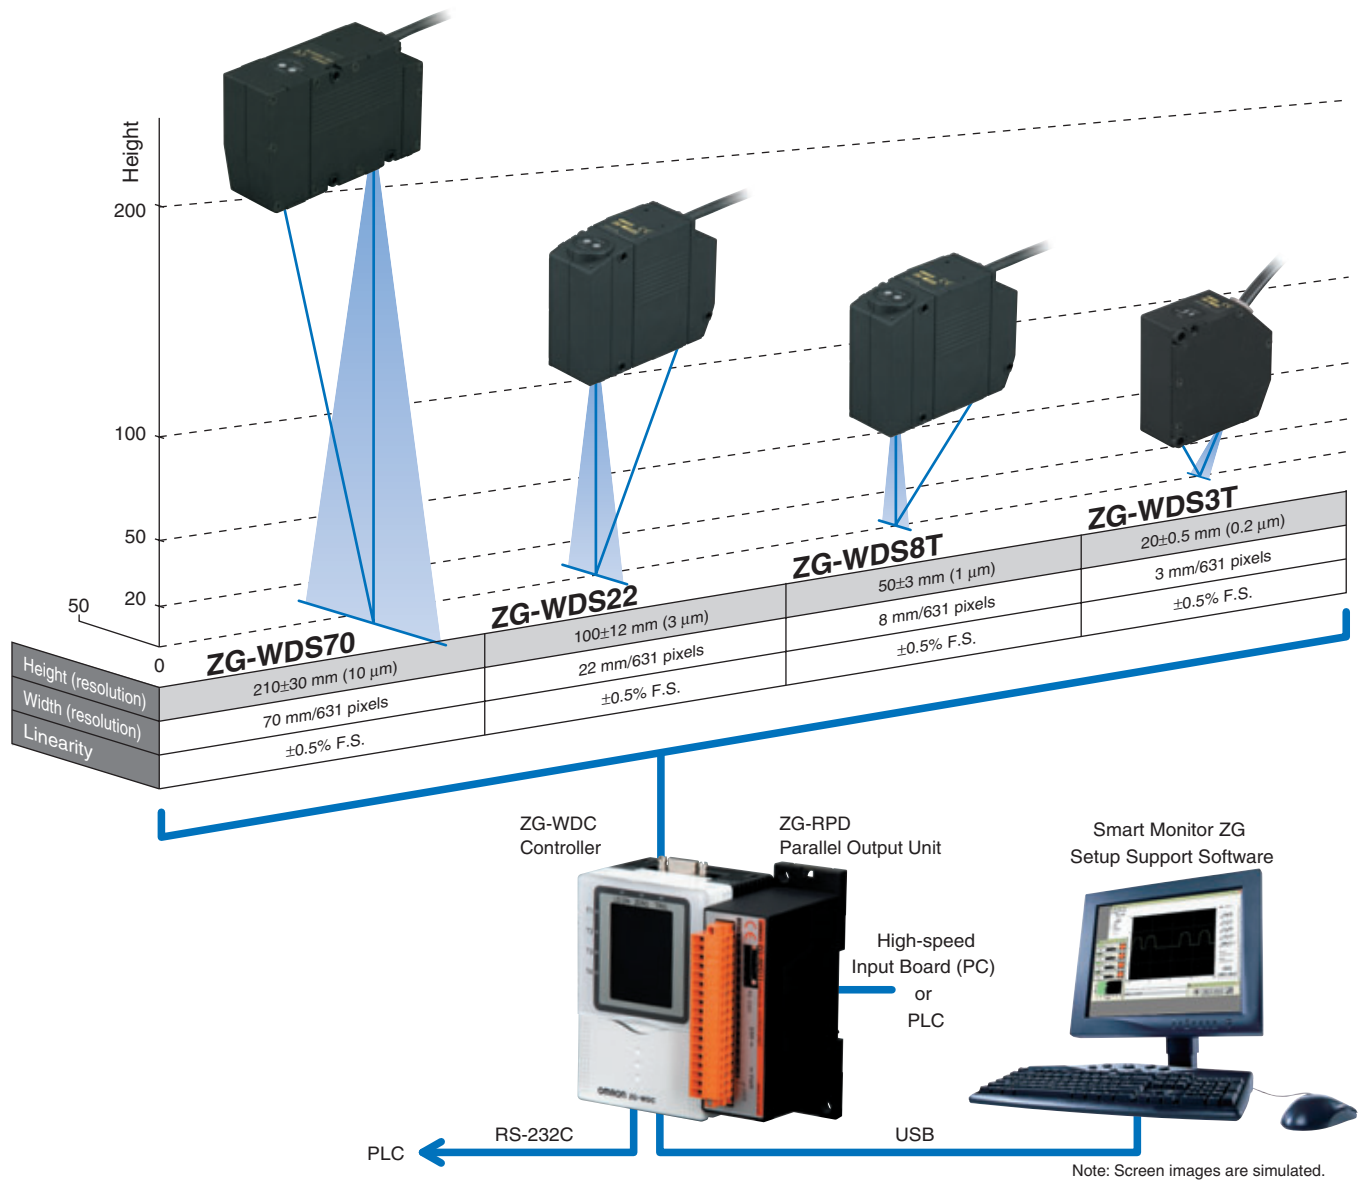 Height
200
100
50
20
50
0
ZG-WDS70
ZG-WDS22
ZG-WDS8T
ZG-WDS3T
Height (resolution)
210±30 mm (10 μm)
100±12 mm (3 μm)
50±3 mm (1 μm)
20±0.5 mm (0.2 μm)
Width (resolution)
70 mm/631 pixels
22 mm/631 pixels
8 mm/631 pixels
3 mm/631 pixels
Linearity
±0.5% F.S.
±0.5% F.S.
±0.5% F.S.
±0.5% F.S.
ZG-WDC
Controller
ZG-RPD
Parallel Output Unit
Smart Monitor ZG
Setup Support Software
High-speed
Input Board (PC)
or
PLC
OMRON ZG-WDC
RS-232C
PLC
USB
Note: Screen images are simulated.